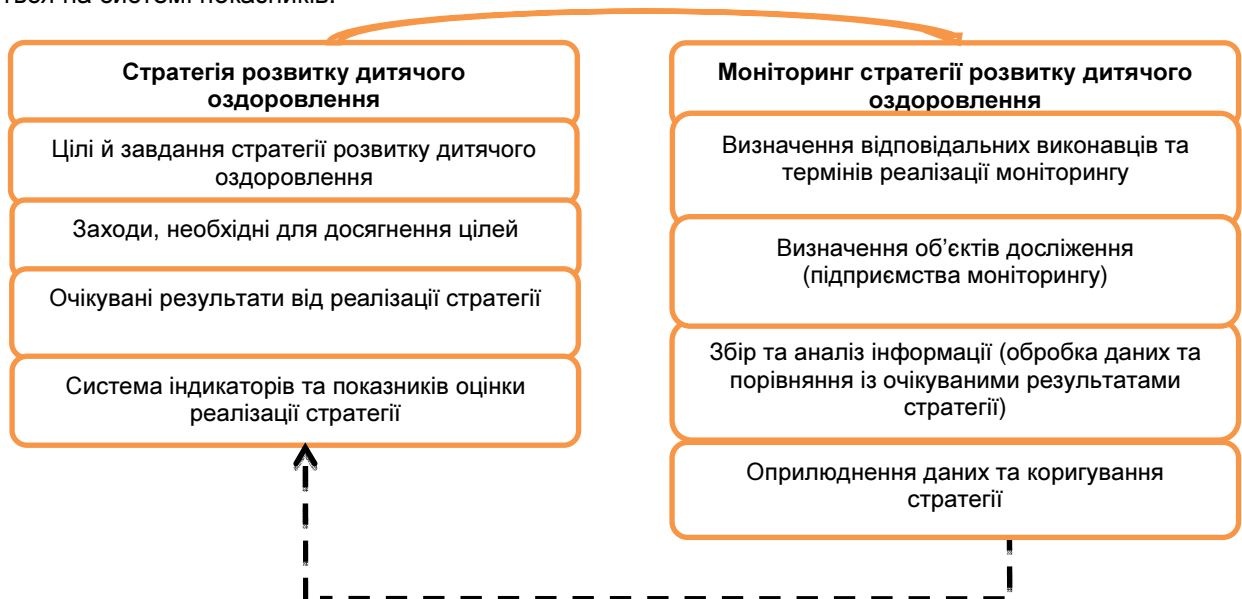 ться на системі показників.
Стратегія розвитку дитячого
оздоровлення
Цілі й завдання стратегії розвитку дитячого
оздоровлення
Заходи, необхідні для досягнення цілей
Очікувані результати від реалізації стратегії
Система індикаторів та показників оцінки
реалізації стратегії
Моніторинг стратегії розвитку дитячого
оздоровлення
Визначення відповідальних виконавців та
термінів реалізації моніторингу
Визначення об’єктів досліження
(підприємства моніторингу)
Збір та аналіз інформації (обробка даних та
порівняння із очікуваними результатами
стратегії)
Оприлюднення даних та коригування
стратегії